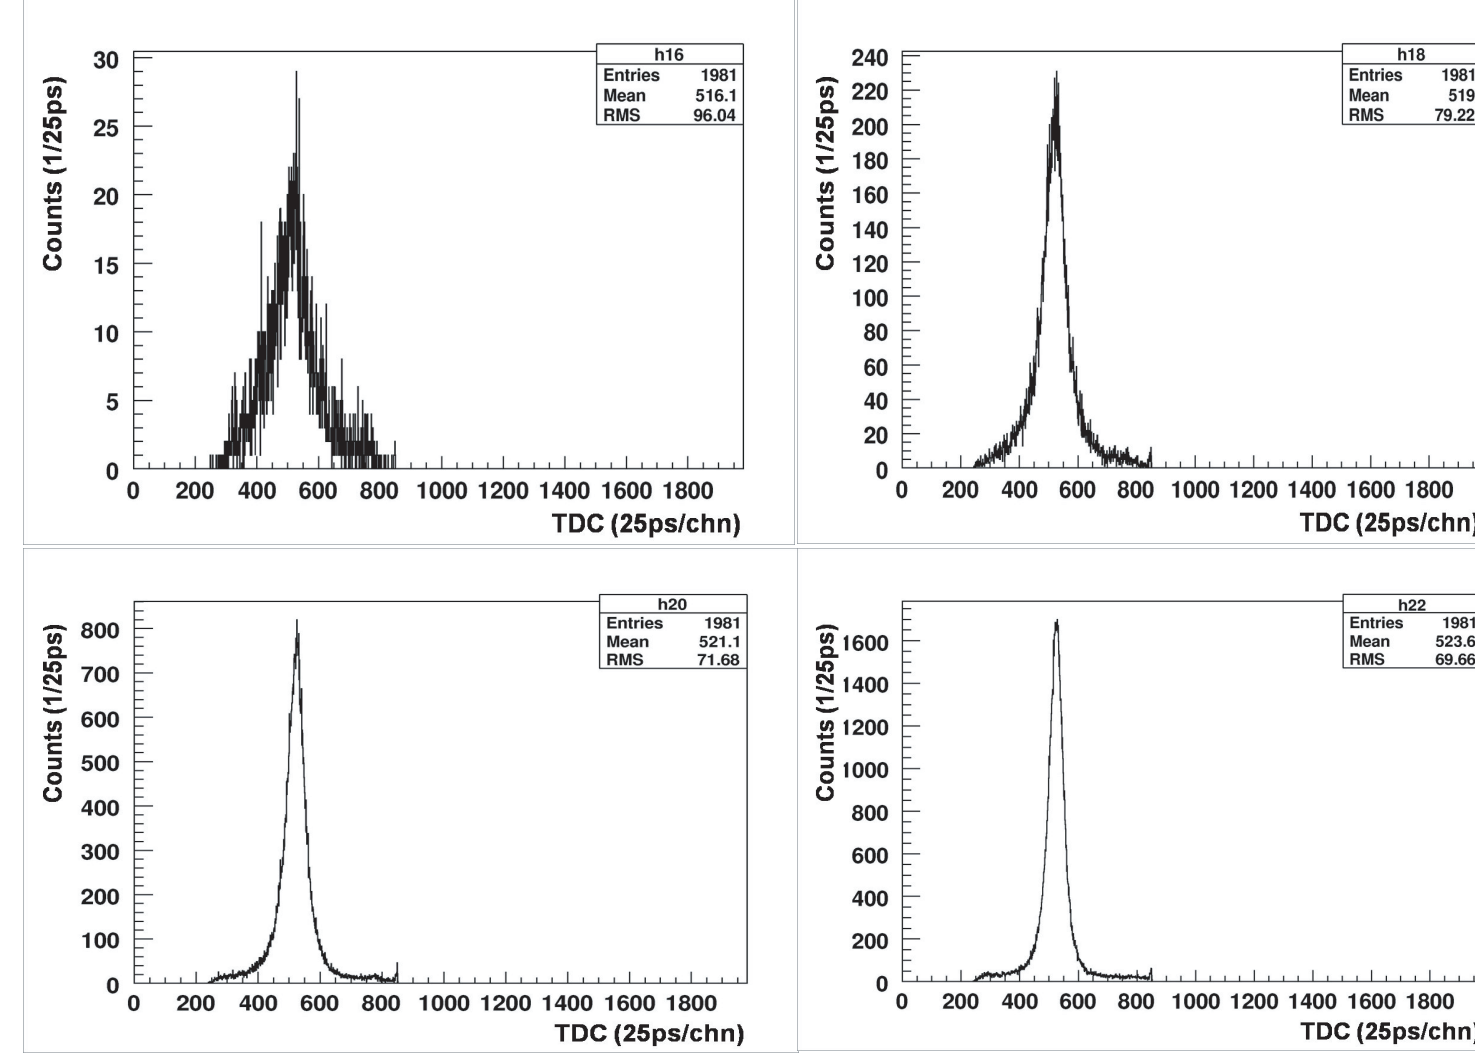 h16
Entries 1981
Mean 516.1
RMS 96.04
Counts (1/25ps)
30
25
20
15
10
5
0
0 200 400 600 800 1000 1200 1400 1600 1800
TDC (25ps/chn)
h18
Entries 1981
Mean 519
RMS 79.22
Counts (1/25ps)
240
220
200
180
160
140
120
100
80
60
40
20
0
0 200 400 600 800 1000 1200 1400 1600 1800
TDC (25ps/chn)
h20
Entries 1981
Mean 521.1
RMS 71.68
Counts (1/25ps)
800
700
600
500
400
300
200
100
0
0 200 400 600 800 1000 1200 1400 1600 1800
TDC (25ps/chn)
h22
Entries 1981
Mean 523.6
RMS 69.66
Counts (1/25ps)
1600
1400
1200
1000
800
600
400
200
0
0 200 400 600 800 1000 1200 1400 1600 1800
TDC (25ps/chn)